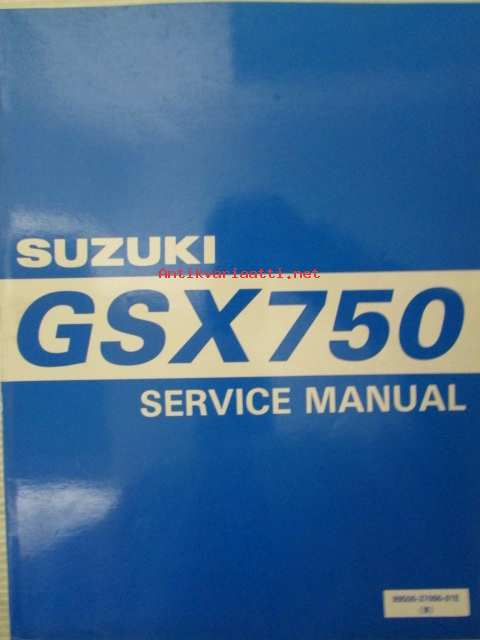 SUZUKI
Antikvariaatti.net
GSX750
SERVICE MANUAL